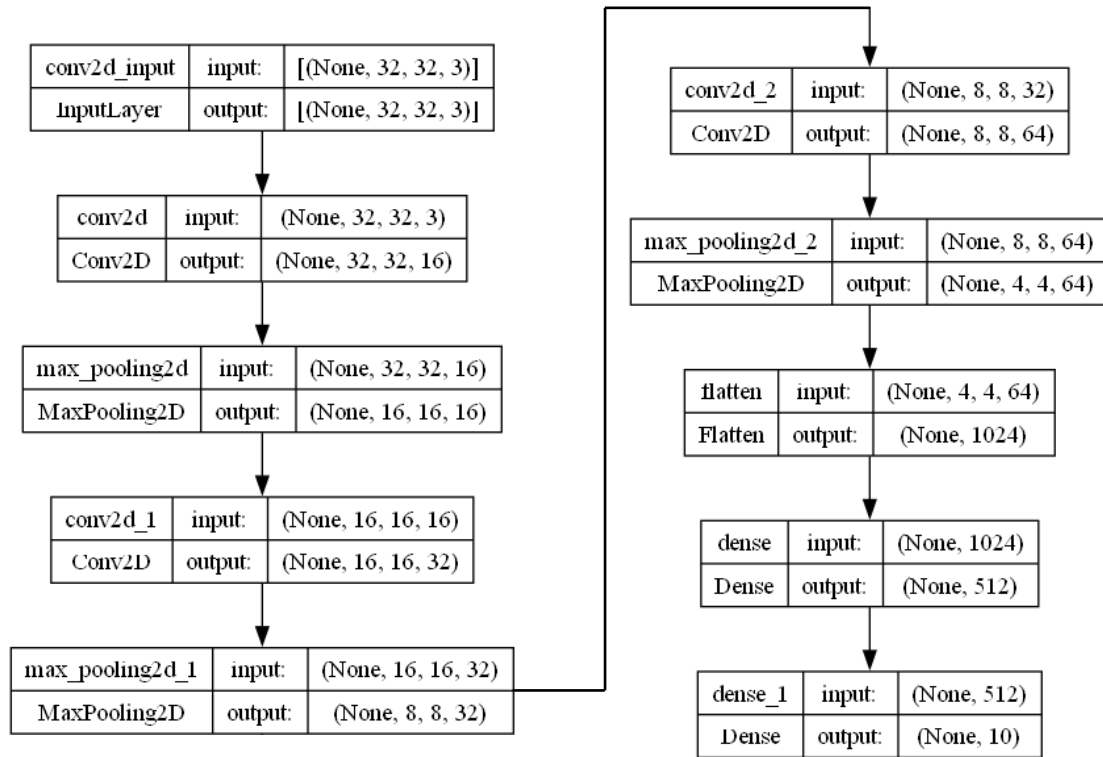 conv2d_input input: [(None, 32, 32, 3)]
InputLayer output: [(None, 32, 32, 3)]
conv2d input: (None, 32, 32, 3)
Conv2D output: (None, 32, 32, 16)
max_pooling2d input: (None, 32, 32, 16)
MaxPooling2D output: (None, 16, 16, 16)
conv2d_1 input: (None, 16, 16, 16)
Conv2D output: (None, 16, 16, 32)
max_pooling2d_1 input: (None, 16, 16, 32)
MaxPooling2D output: (None, 8, 8, 32)
conv2d_2 input: (None, 8, 8, 32)
Conv2D output: (None, 8, 8, 64)
max_pooling2d_2 input: (None, 8, 8, 64)
MaxPooling2D output: (None, 4, 4, 64)
flatten input: (None, 4, 4, 64)
Flatten output: (None, 1024)
dense input: (None, 1024)
Dense output: (None, 512)
dense_1 input: (None, 512)
Dense output: (None, 10)